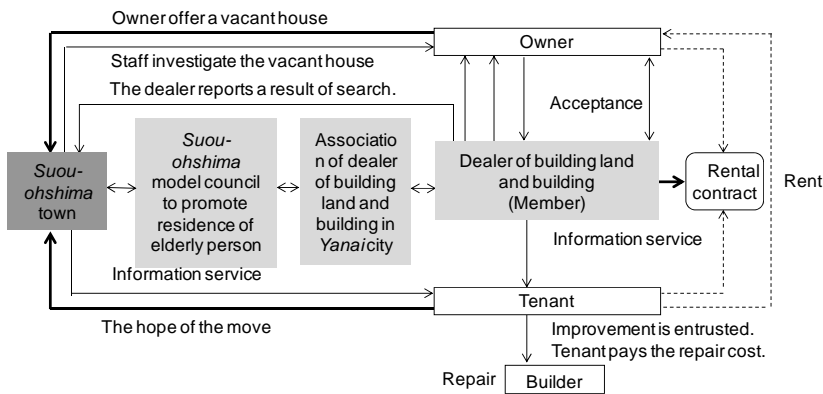 Owner offer a vacant house
Owner
Staff investigate the vacant house
The dealer reports a result of search.
Acceptance
Suou-
ohshima
town
Suou-
ohshima
model council
to promote
residence of
elderly person
Associatio
n of dealer
of building
land and
building in
Yanaicity
Dealer of building land
and building
(Member)
Rental
contract
Rent
Information service
Information service
Tenant
The hope of the move
Improvement is entrusted.
Tenant pays the repair cost.
Repair
Builder